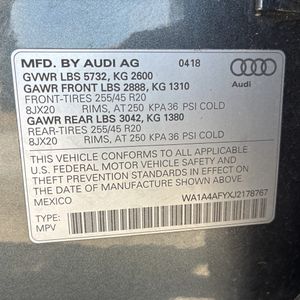 MFD. BY AUDI AG 0418
GVWR LBS 5732, KG 2600
GAWR FRONT LBS 2888, KG 1310
FRONT-TIRES 255/45 R20
8JX20 RIMS, AT 250 KPA 36 PSI COLD
GAWR REAR LBS 3042, KG 1380
REAR-TIRES 255/45 R20
8JX20 RIMS, AT 250 KPA 36 PSI COLD
Audi
THIS VEHICLE CONFORMS TO ALL APPLICABLE
U.S. FEDERAL MOTOR VEHICLE SAFETY AND
THEFT PREVENTION STANDARDS IN EFFECT ON THE
DATE OF MANUFACTURE SHOWN ABOVE. MADE IN
MEXICO
WA1A4AFYXJ2178767
TYPE:
MPV